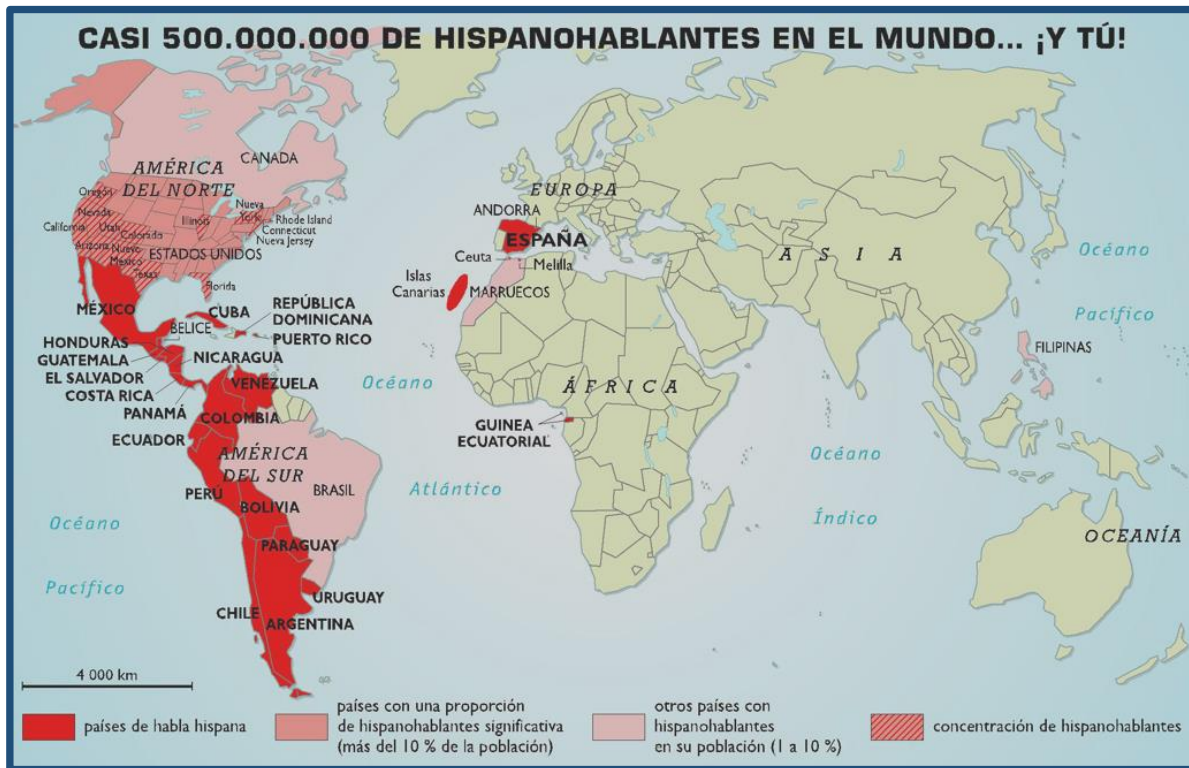 CASI 500.000.000 DE HISPANOHABLANTES EN EL MUNDO... ¡Y TÚ!
CANADA
AMÉRICA
DEL NORTE
Oregón
Nevada
California
Utah
Colorado
Illinois
Nueva
York
Rhode Island
Connecticut
Nueva Jersey
Arizona
Nuevo
México
ESTADOS UNIDOS
Texas
Florida
MÉXICO
CUBA
REPÚBLICA
DOMINICANA
BELICE
PUERTO RICO
HONDURAS
GUATEMALA
NICARAGUA
EL SALVADOR
COSTA RICA
PANAMÁ
VENEZUELA
COLOMBIA
ECUADOR
AMÉRICA
DEL SUR
PERÚ
BRASIL
BOLIVIA
PARAGUAY
URUGUAY
CHILE
ARGENTINA
Océano
Pacífico
Océano
Atlántico
EUROPA
ANDORRA
ESPAÑA
Ceuta
Melilla
Islas
Canarias
MARRUECOS
ÁFRICA
GUINEA
ECUATORIAL
ASIA
Océano
Pacífico
FILIPINAS
Océano
Índico
OCEANÍA
4 000 km
países de habla hispana
países con una proporción
de hispanohablantes significativa
(más del 10 % de la población)
otros países con
hispanohablantes
en su población (1 a 10 %)
concentración de hispanohablantes